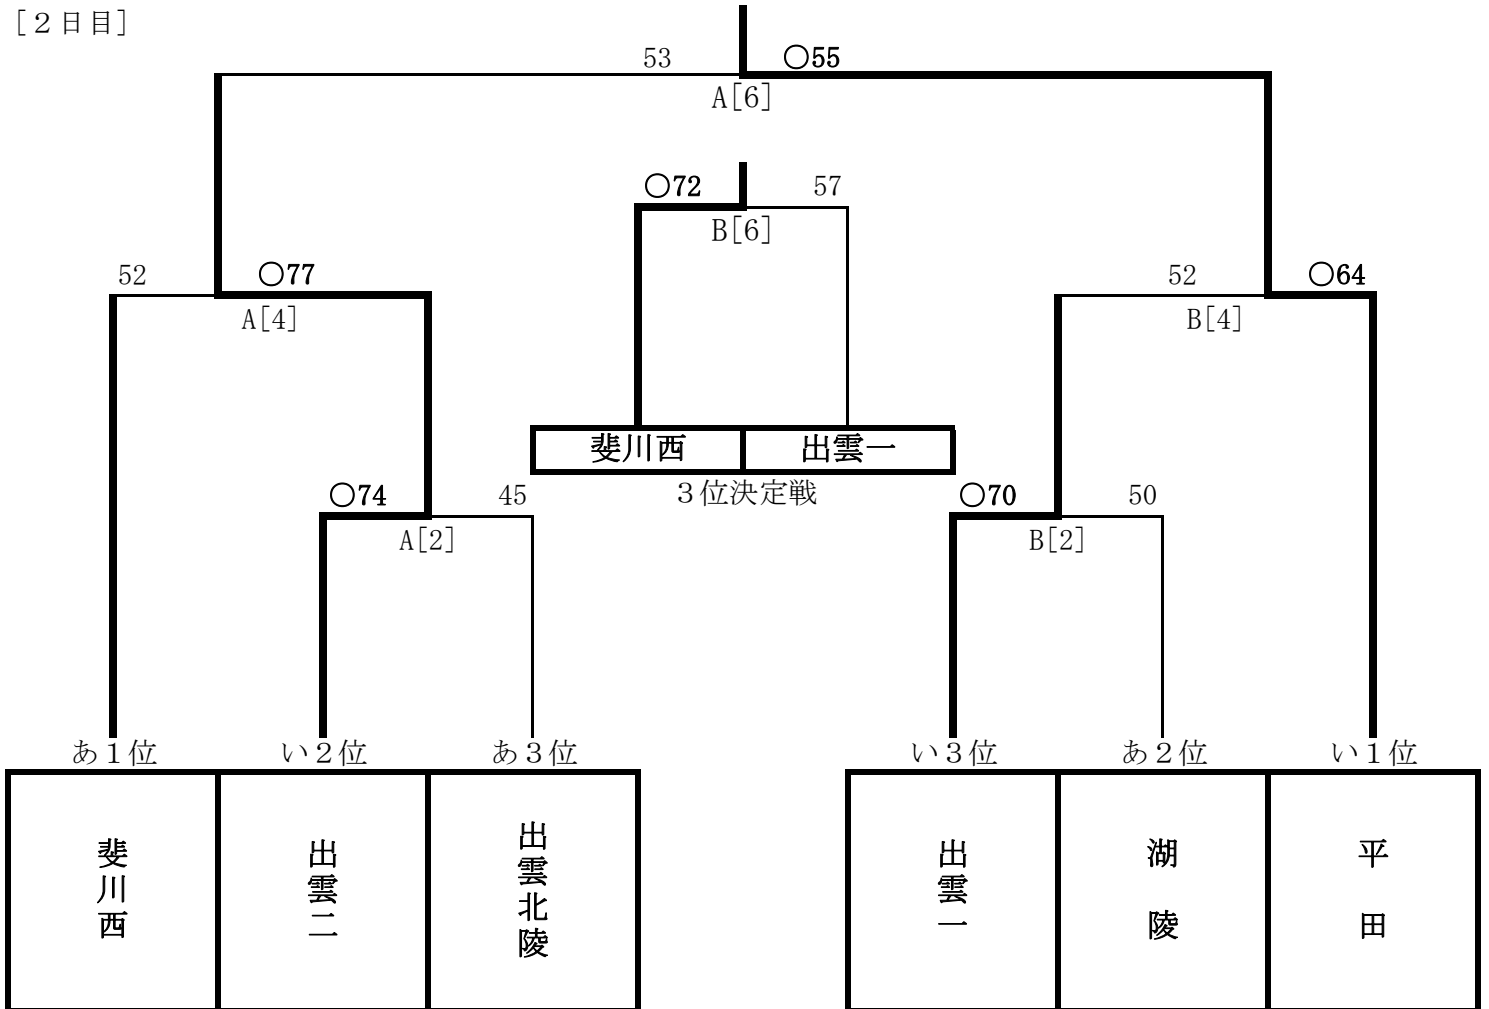 ［２日目］
53 ○55
A[6]
○72 57
B[6]
52 ○77 52 ○64
A[4] B[4]
斐川西 出雲一
３位決定戦
○74 45 ○70 50
A[2] B[2]
あ１位 い２位 あ３位 い３位 あ２位 い１位
斐川西 出雲二 出雲北陵 出雲一 湖陵 平田